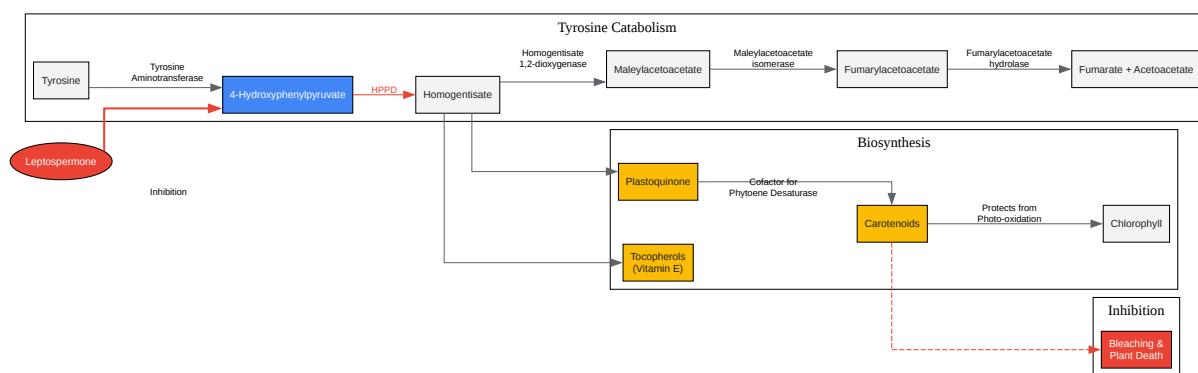 Tyrosine Catabolism
Tyrosine
Tyrosine
Aminotransferase
4-Hydroxyphenylpyruvate
HPPD
Homogentisate
Homogentisate
1,2-dioxygenase
Maleylacetoacetate
Maleylacetoacetate
isomerase
Fumarylacetoacetate
Fumarylacetoacetate
hydrolase
Fumarate + Acetoacetate
Leptospermone
Inhibition
Biosynthesis
Plastoquinone
Cofactor for
Phytoene Desaturase
Carotenoids
Protects from
Photo-oxidation
Chlorophyll
Tocopherols
(Vitamin E)
Inhibition
Bleaching &
Plant Death